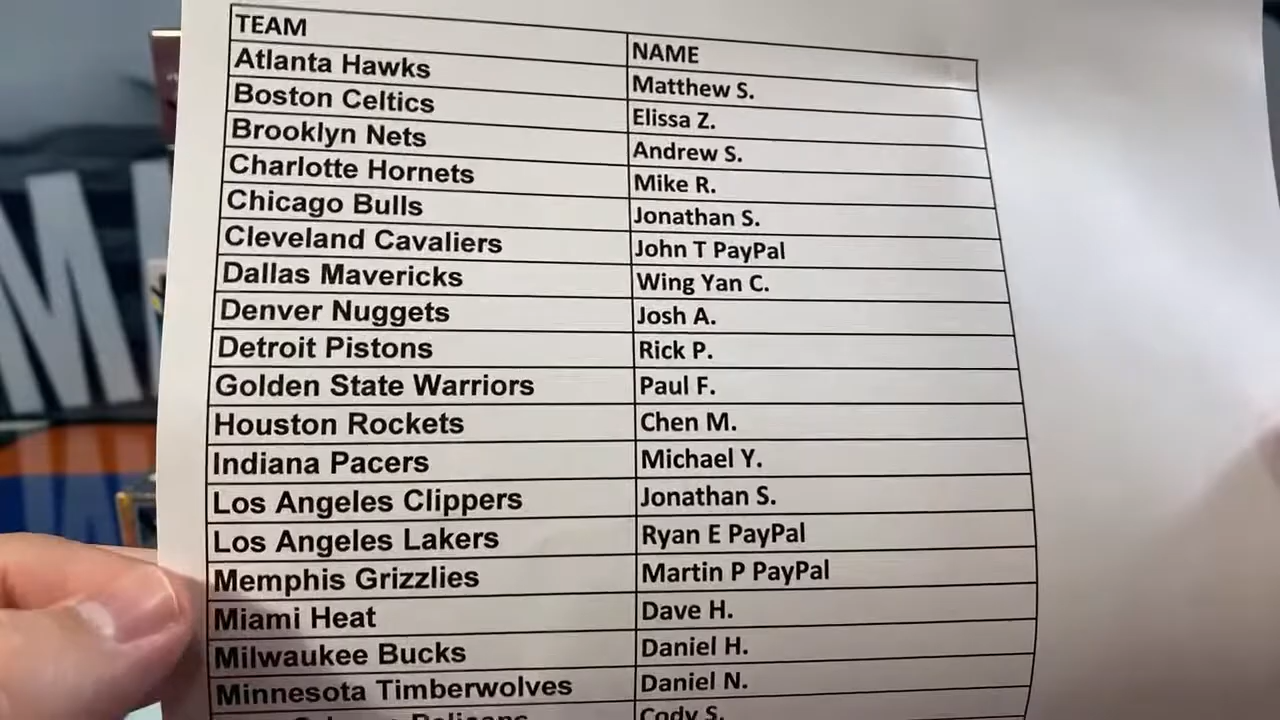 TEAM NAME
Atlanta Hawks Matthew S.
Boston Celtics Elissa Z.
Brooklyn Nets Andrew S.
Charlotte Hornets Mike R.
Chicago Bulls Jonathan S.
Cleveland Cavaliers John T PayPal
Dallas Mavericks Wing Yan C.
Denver Nuggets Josh A.
Detroit Pistons Rick P.
Golden State Warriors Paul F.
Houston Rockets Chen M.
Indiana Pacers Michael Y.
Los Angeles Clippers Jonathan S.
Los Angeles Lakers Ryan E PayPal
Memphis Grizzlies Martin P PayPal
Miami Heat Dave H.
Milwaukee Bucks Daniel H.
Minnesota Timberwolves Daniel N.
Pelicans Cody S.